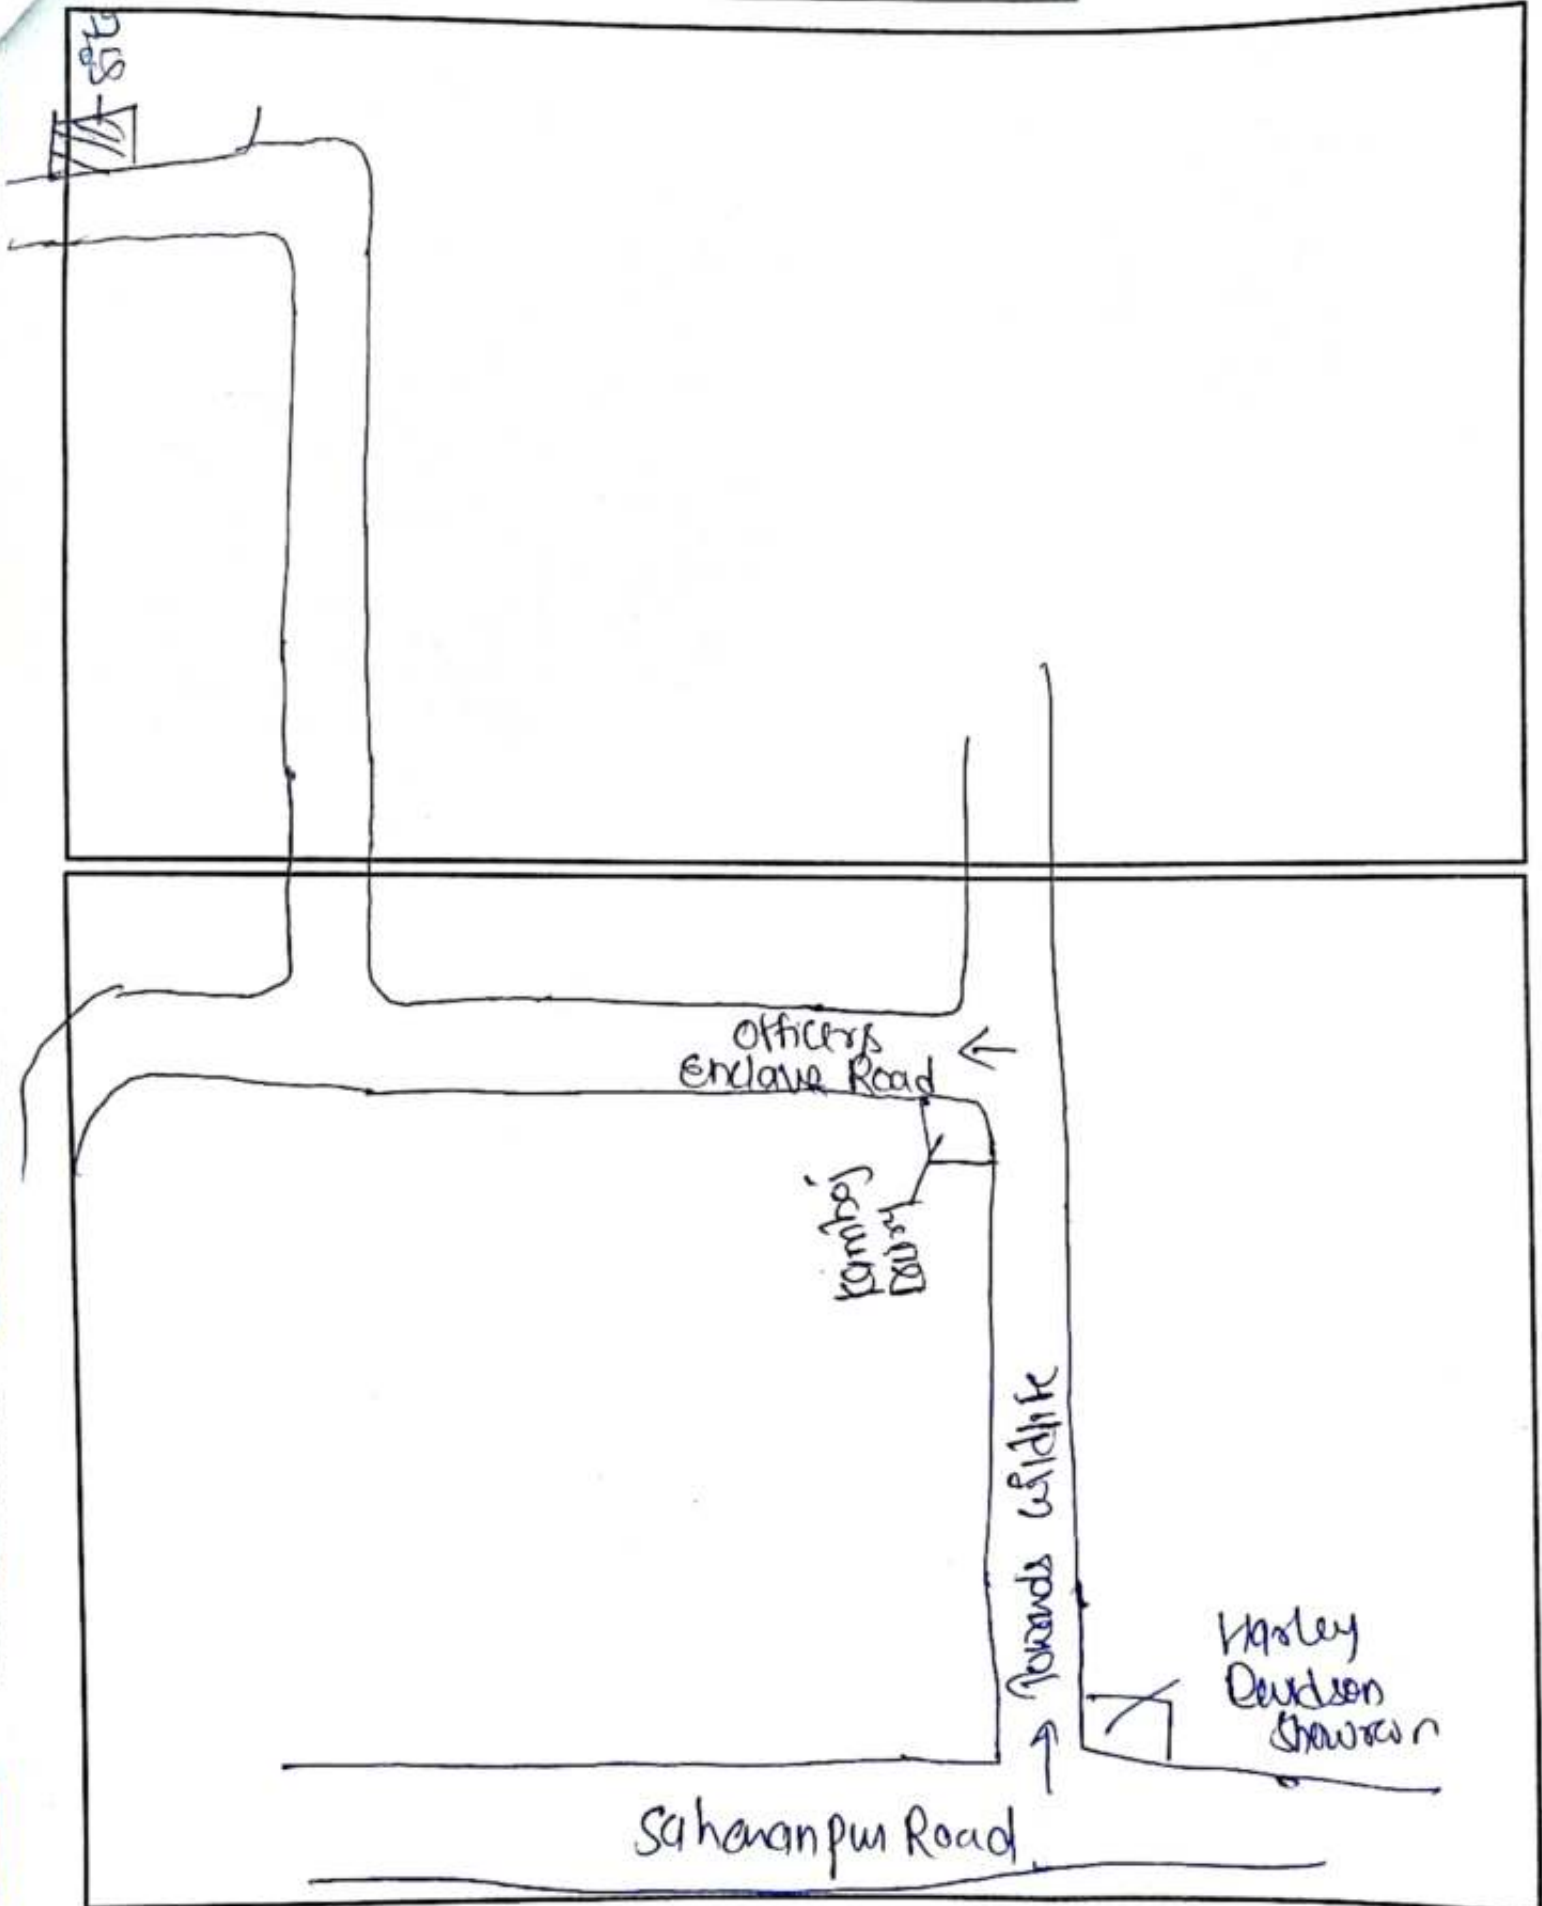 Officers
Enclave Road
Kamboj
Towards Wildlife
Harley
Davidson
Showroom
Saharanpur Road